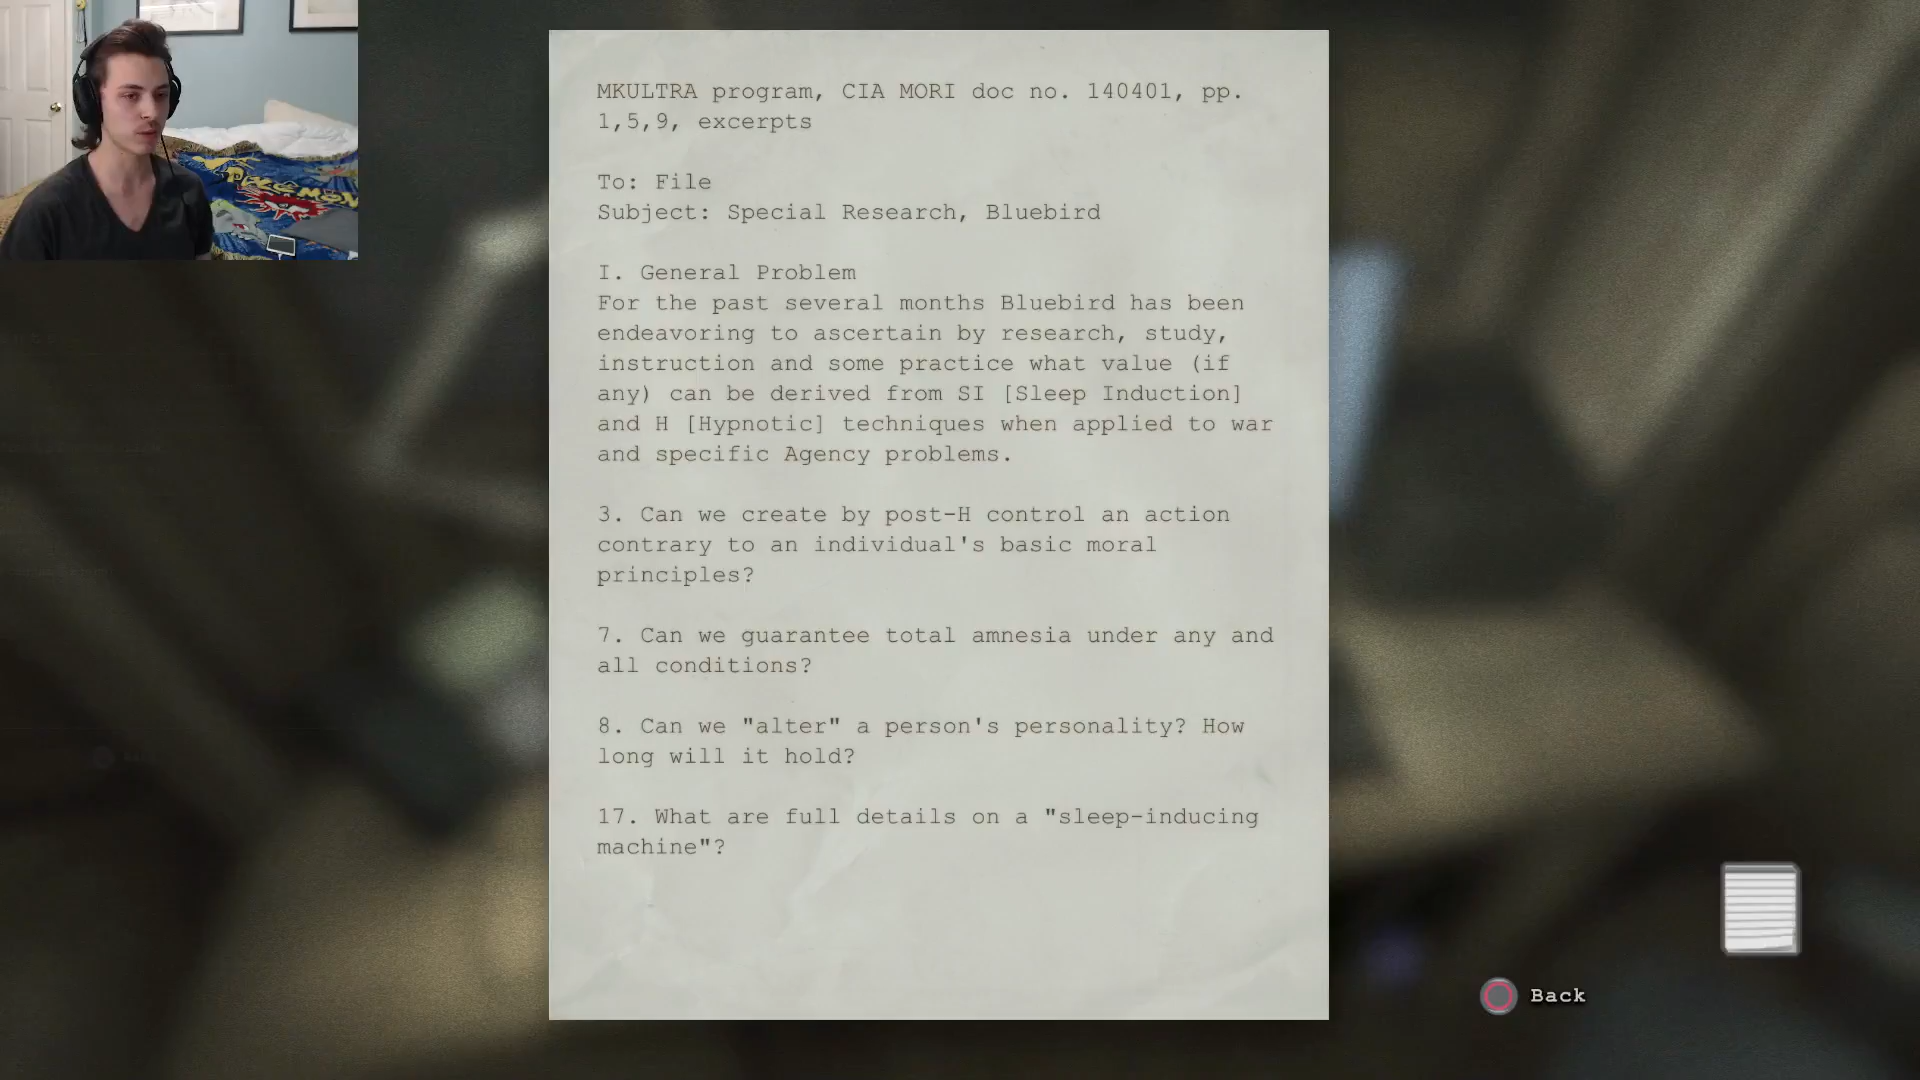 MKULTRA program, CIA MORI doc no. 140401, pp.
1,5,9, excerpts
To: File
Subject: Special Research, Bluebird
I. General Problem
For the past several months Bluebird has been
endeavoring to ascertain by research, study,
instruction and some practice what value (if
any) can be derived from SI [Sleep Induction]
and H [Hypnotic] techniques when applied to war
and specific Agency problems.
3. Can we create by post-H control an action
contrary to an individual's basic moral
principles?
7. Can we guarantee total amnesia under any and
all conditions?
8. Can we "alter" a person's personality? How
long will it hold?
17. What are full details on a "sleep-inducing
machine"?
Back
POKEMON